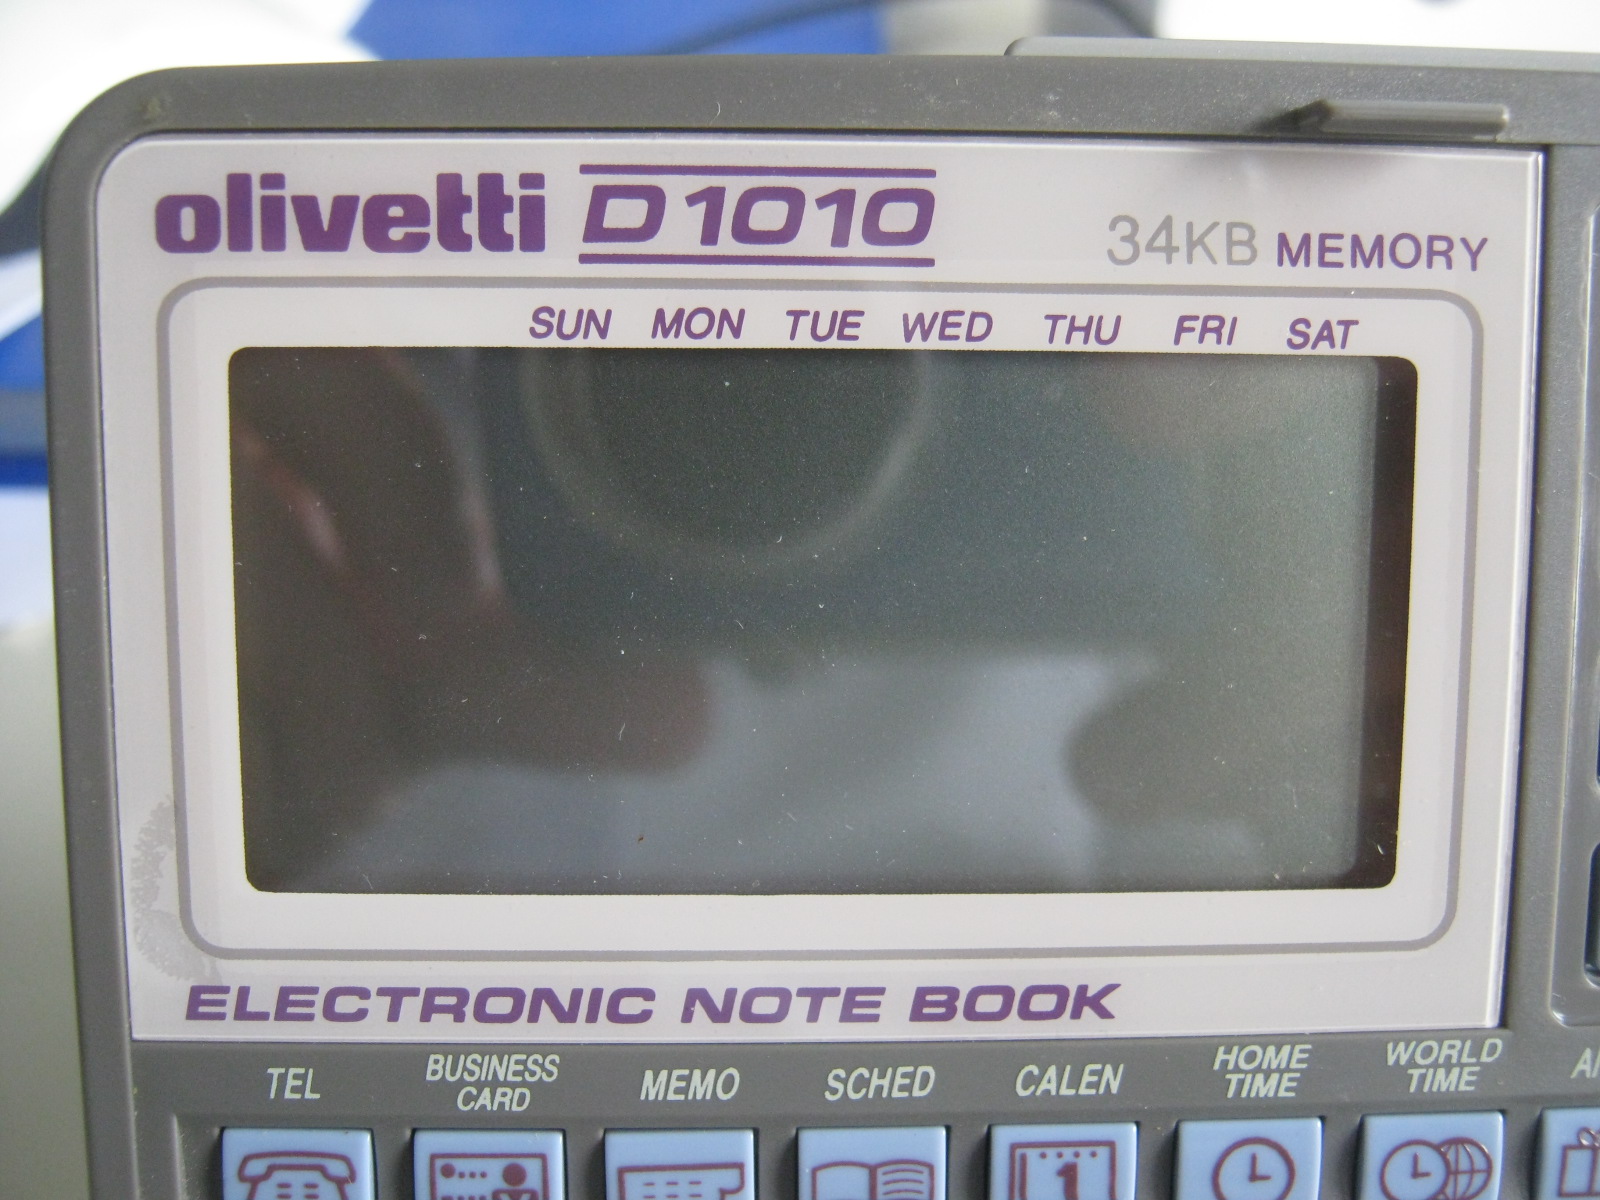 olivetti D1010
34KB MEMORY
SUN MON TUE WED THU FRI SAT
ELECTRONIC NOTE BOOK
TEL
BUSINESS
CARD
MEMO
SCHED
CALEN
HOME
TIME
WORLD
TIME
1